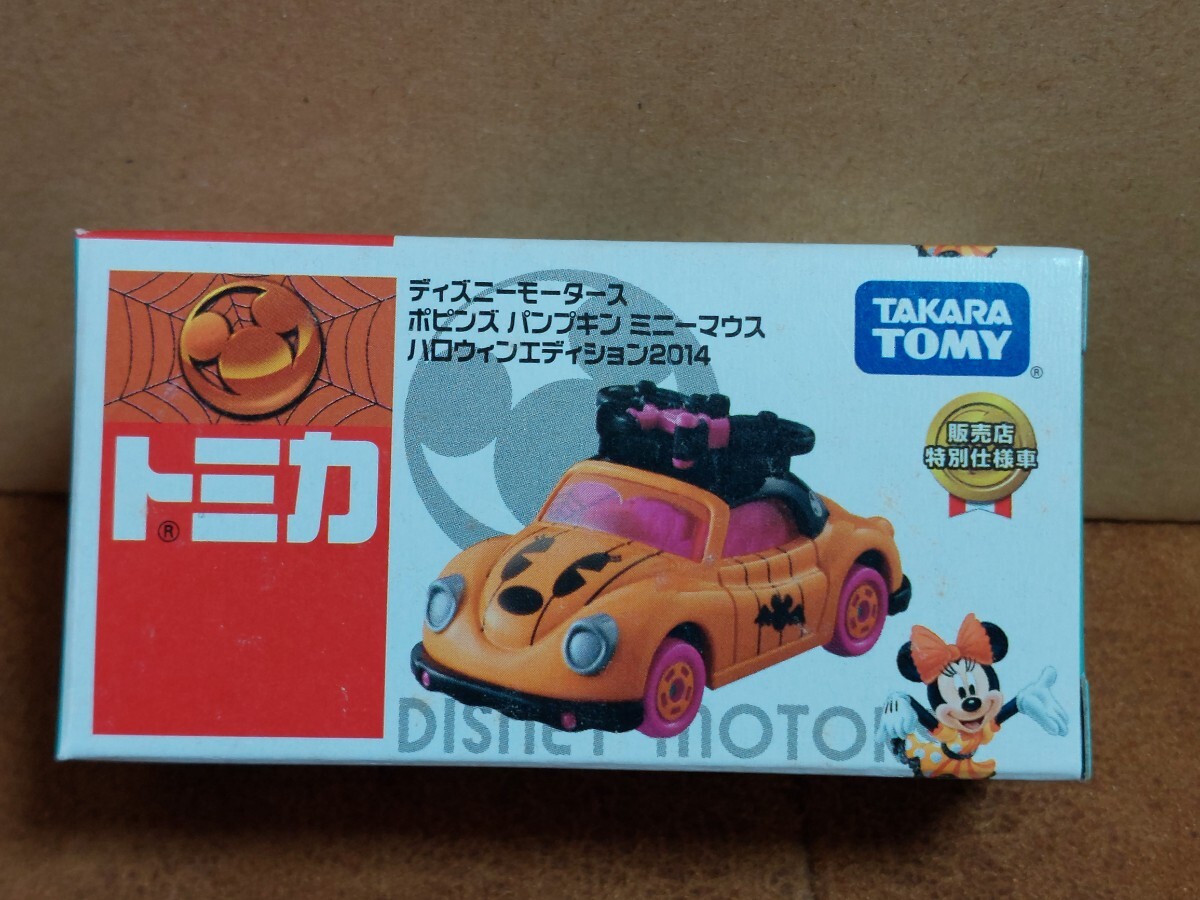 ディズニーモータース
ポピンズ パンプキン ミニーマウス
ハロウィンエディション2014
TAKARA
TOMY
®
販売店
特別仕様車
トミカ
®
DISNEY MOTOR